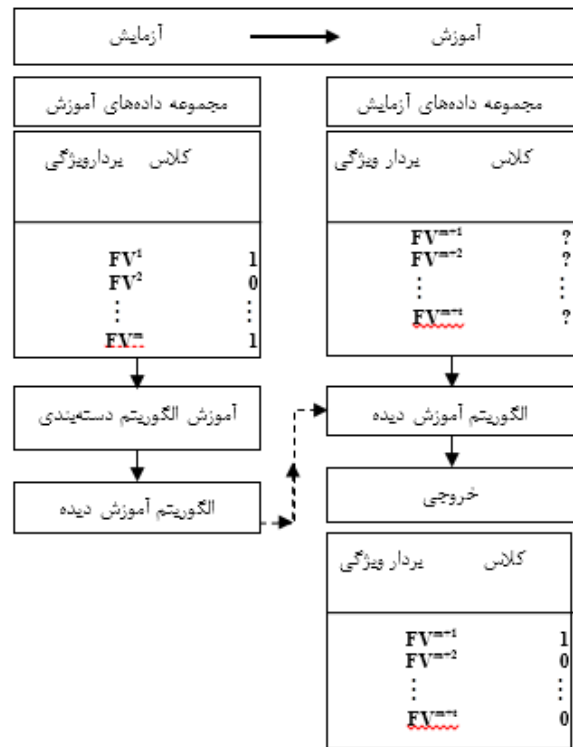 آزمایش آموزش
مجموعه داده‌های آموزش
کلاس بردارویژگی
FV¹ 1
FV² 0
⋮ ⋮
FVᵐ 1
آموزش الگوریتم دسته‌بندی
الگوریتم آموزش دیده
مجموعه داده‌های آزمایش
بردار ویژگی کلاس
FVᵐ⁺¹ ?
FVᵐ⁺² ?
⋮ ⋮
FVᵐ⁺ᵗ ?
الگوریتم آموزش دیده
خروجی
بردار ویژگی کلاس
FVᵐ⁺¹ 1
FVᵐ⁺² 0
⋮ ⋮
FVᵐ⁺ᵗ 0